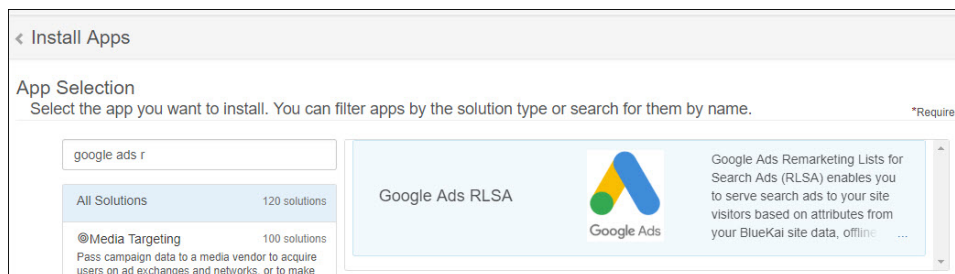 Install Apps
App Selection
Select the app you want to install. You can filter apps by the solution type or search for them by name.
*Require
google ads r
All Solutions 120 solutions
Media Targeting 100 solutions
Pass campaign data to a media vendor to acquire
users on ad exchanges and networks, or to make
Google Ads RLSA
Google Ads
Google Ads Remarketing Lists for
Search Ads (RLSA) enables you
to serve search ads to your site
visitors based on attributes from
your BlueKai site data, offline ...